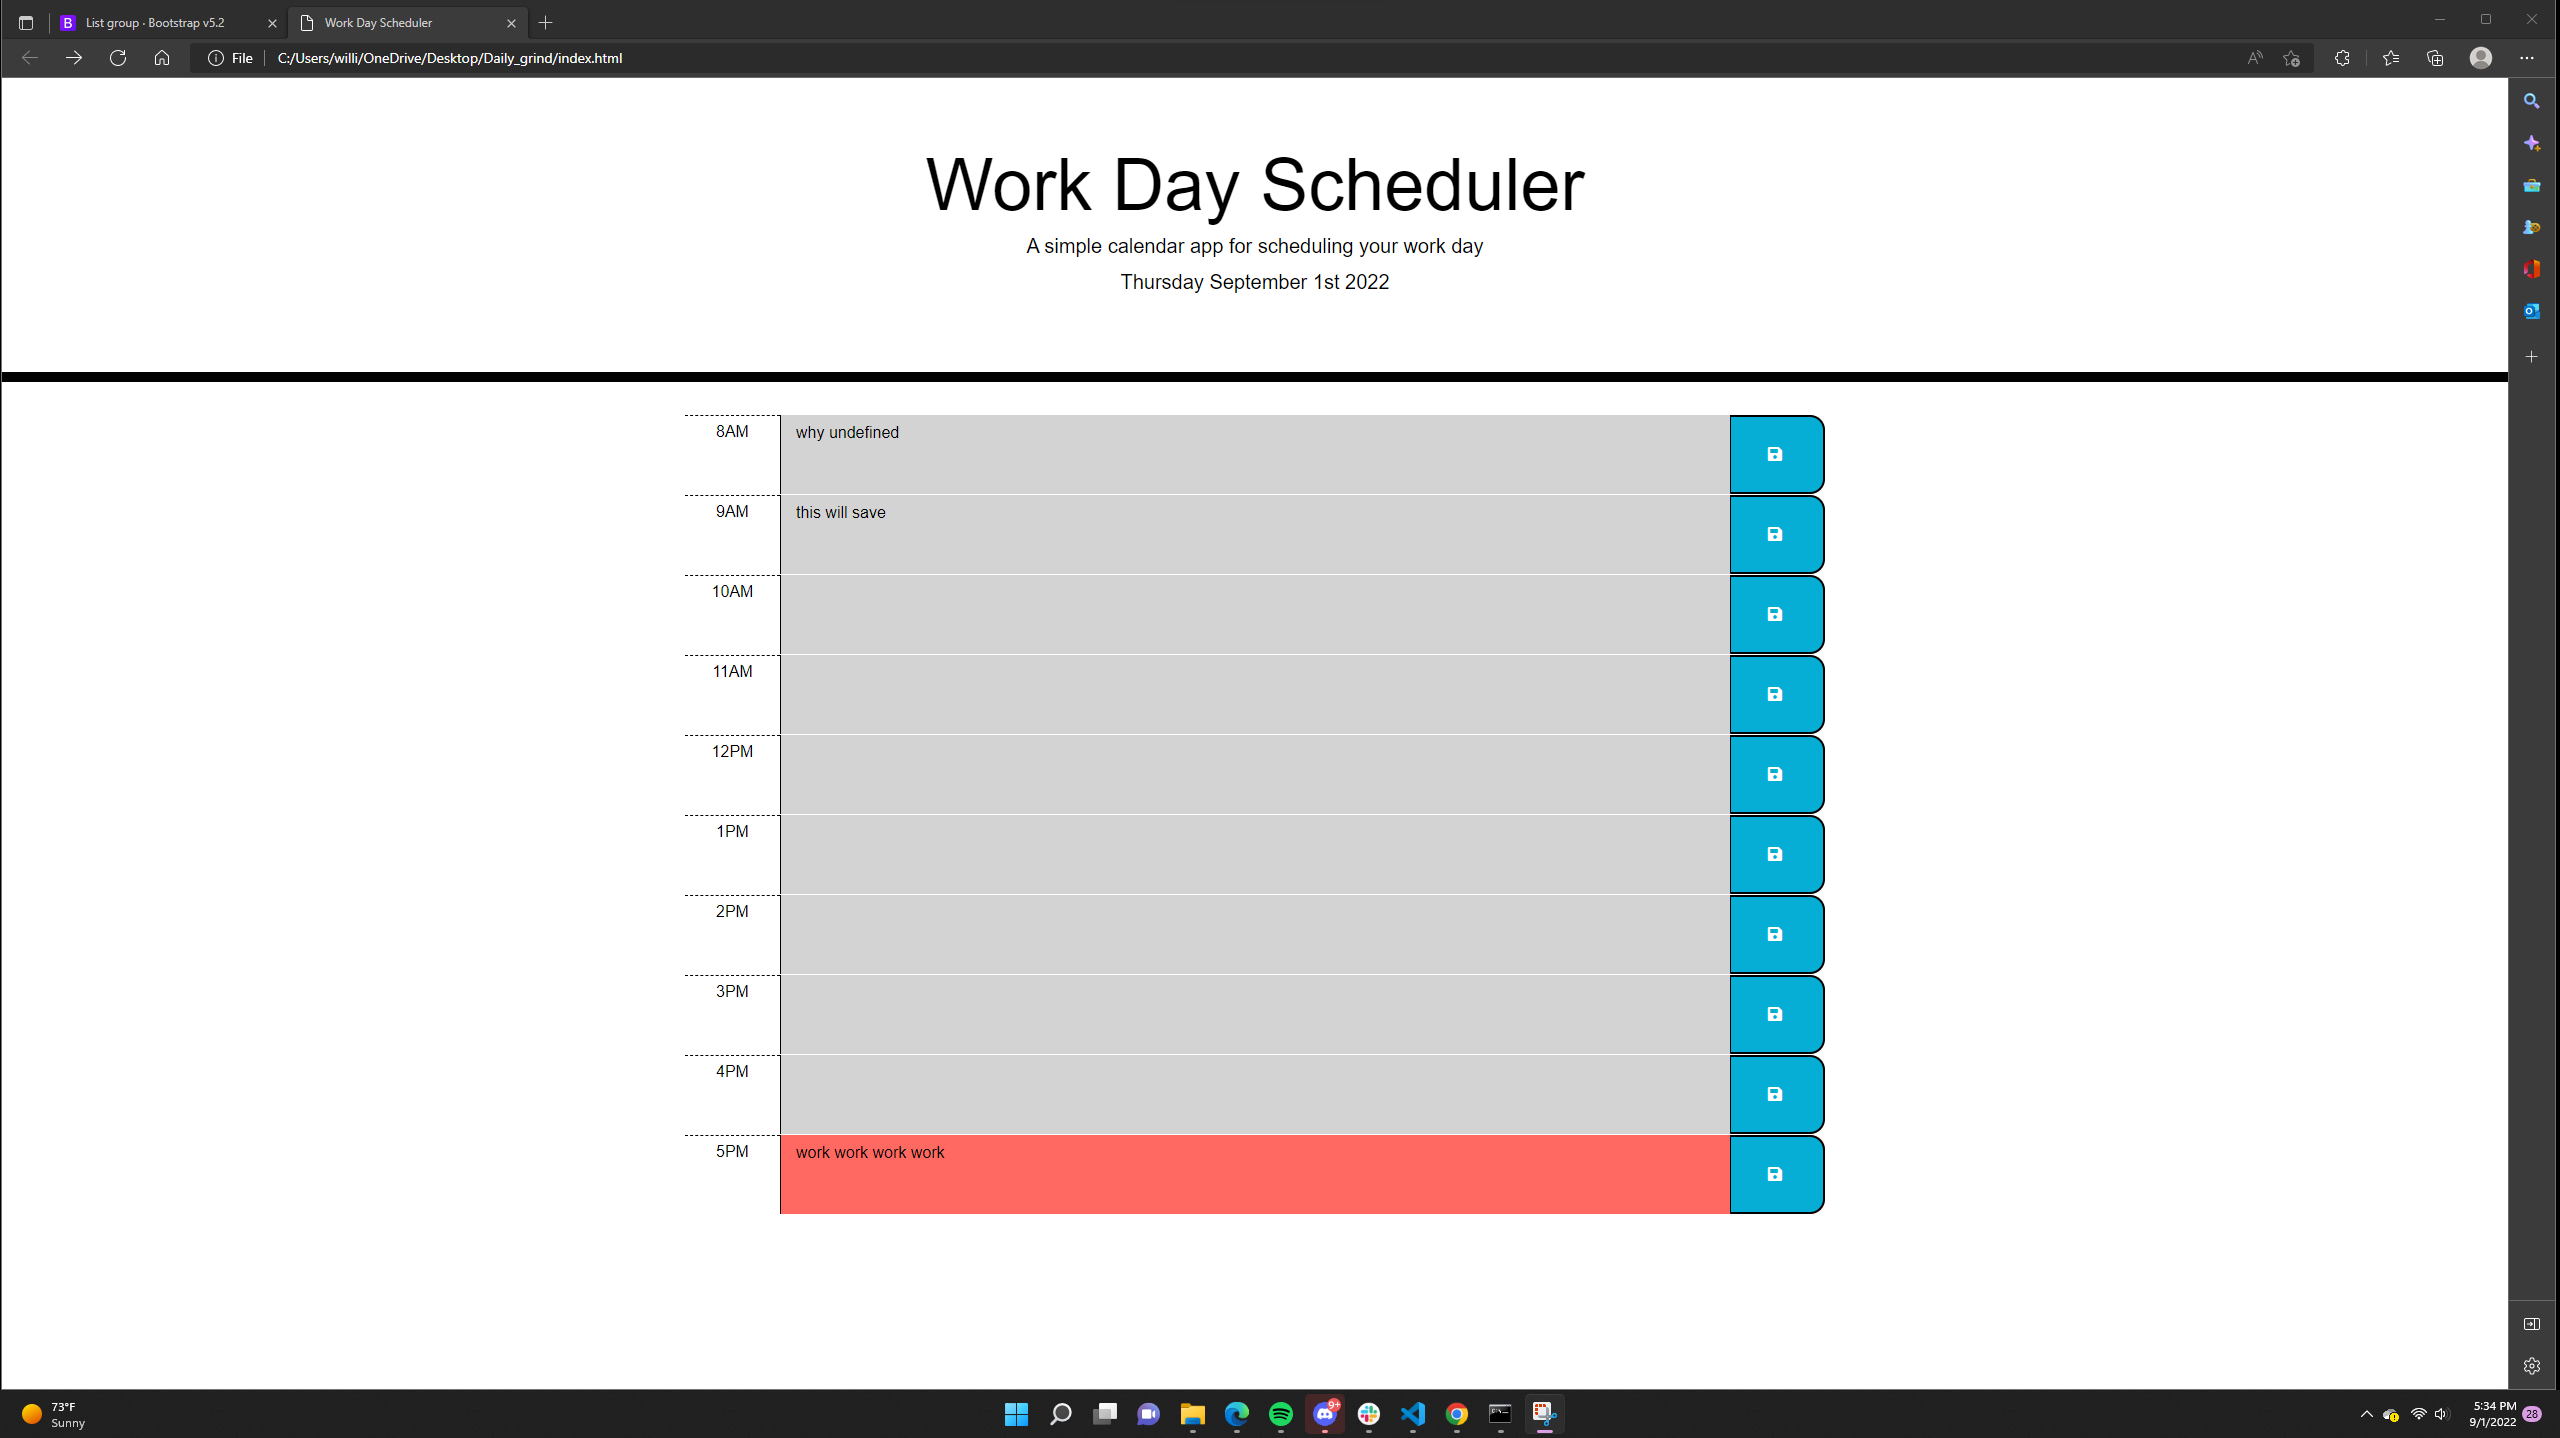 List group · Bootstrap v5.2
Work Day Scheduler
File
C:/Users/willi/OneDrive/Desktop/Daily_grind/index.html
Work Day Scheduler
A simple calendar app for scheduling your work day
Thursday September 1st 2022
8AM why undefined
9AM this will save
10AM
11AM
12PM
1PM
2PM
3PM
4PM
5PM work work work work
73°F
Sunny
9+
5:34 PM
9/1/2022
28